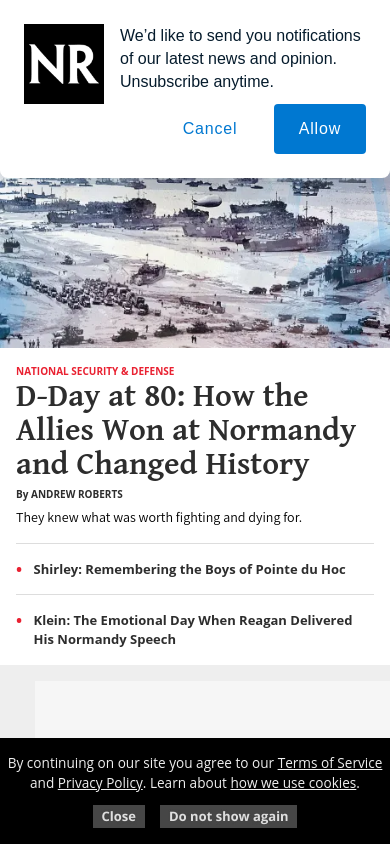 NR
We’d like to send you notifications
of our latest news and opinion.
Unsubscribe anytime.
Cancel
Allow
NATIONAL SECURITY & DEFENSE
D-Day at 80: How the
Allies Won at Normandy
and Changed History
By ANDREW ROBERTS
They knew what was worth fighting and dying for.
• Shirley: Remembering the Boys of Pointe du Hoc
• Klein: The Emotional Day When Reagan Delivered
His Normandy Speech
By continuing on our site you agree to our Terms of Service
and Privacy Policy. Learn about how we use cookies.
Close
Do not show again